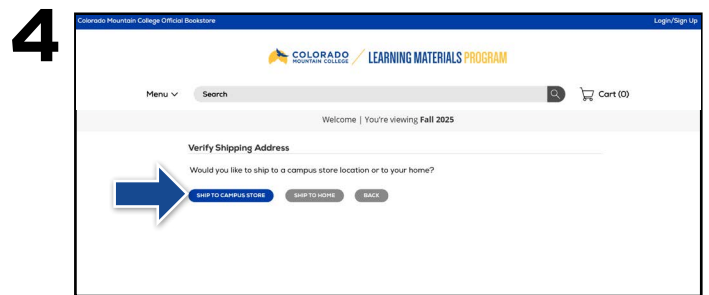 4
Colorado Mountain College Official Bookstore Login/Sign Up
COLORADO MOUNTAIN COLLEGE LEARNING MATERIALS PROGRAM
Menu Search Cart (0)
Welcome | You're viewing Fall 2025
Verify Shipping Address
Would you like to ship to a campus store location or to your home?
SHIP TO CAMPUS STORE SHIP TO HOME BACK